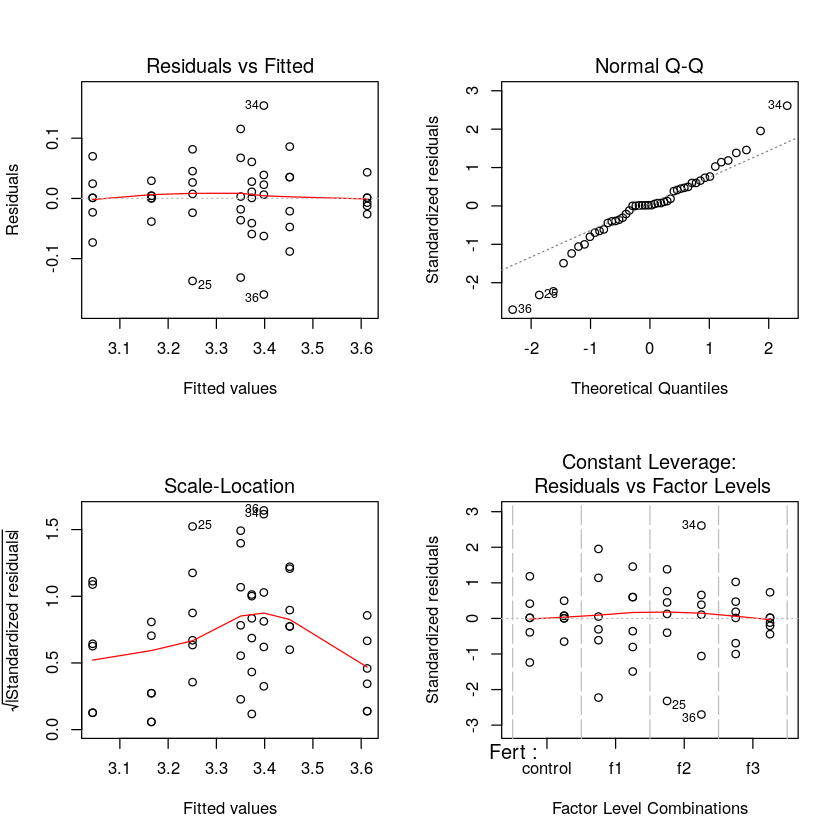 Residuals vs Fitted
Residuals
0.1
0.0
-0.1
34
25
36
3.1 3.2 3.3 3.4 3.5 3.6
Fitted values
Normal Q-Q
Standardized residuals
3
2
1
0
-1
-2
34
25
36
-2 -1 0 1 2
Theoretical Quantiles
Scale-Location
√|Standardized residuals|
1.5
1.0
0.5
0.0
36
34
25
3.1 3.2 3.3 3.4 3.5 3.6
Fitted values
Constant Leverage:
Residuals vs Factor Levels
Standardized residuals
3
2
1
0
-1
-2
-3
34
25
36
Fert :
control f1 f2 f3
Factor Level Combinations